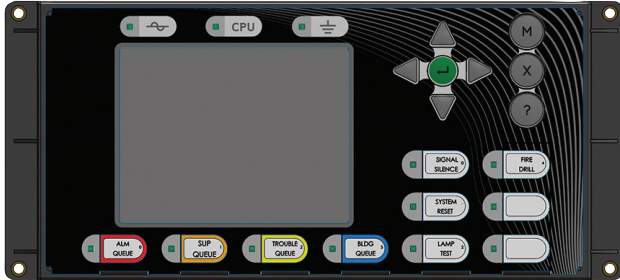 CPU
M
X
?
SIGNAL
SILENCE
FIRE
DRILL
SYSTEM
RESET
ALM
QUEUE
SUP
QUEUE
TROUBLE
QUEUE
BLDG
QUEUE
LAMP
TEST